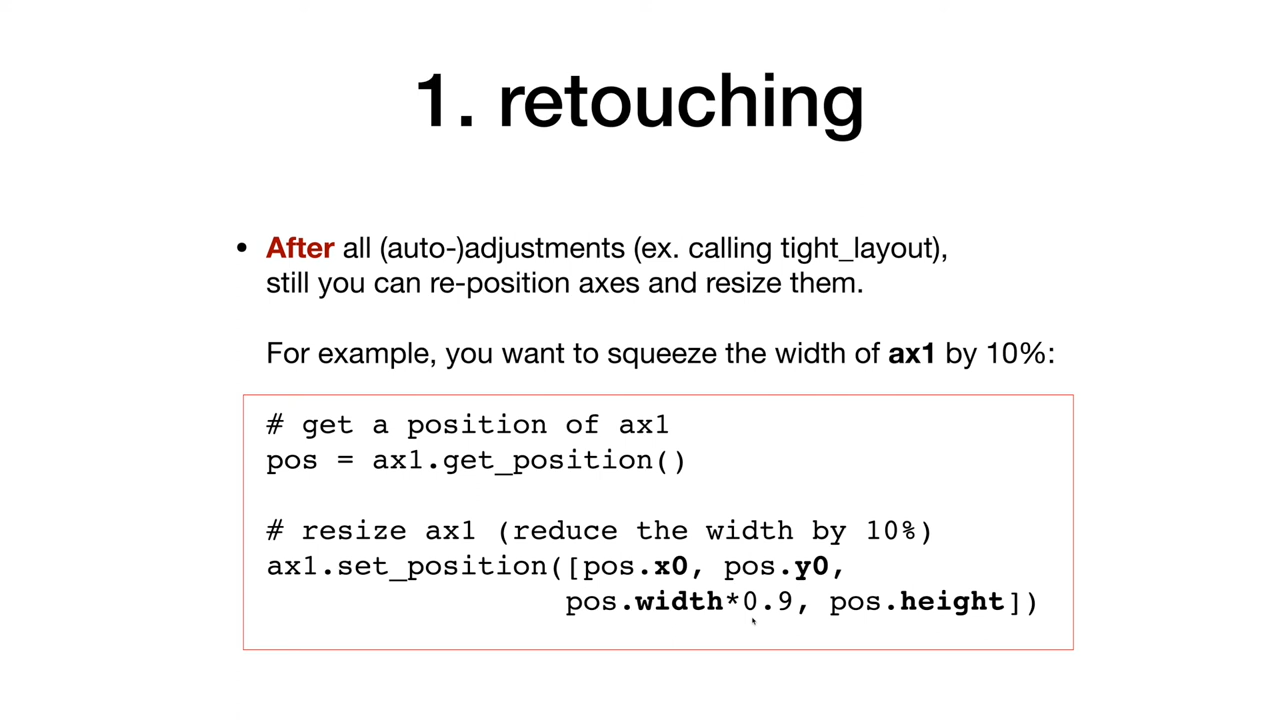 1. retouching
• After all (auto-)adjustments (ex. calling tight_layout),
still you can re-position axes and resize them.
For example, you want to squeeze the width of ax1 by 10%:
# get a position of ax1
pos = ax1.get_position()
# resize ax1 (reduce the width by 10%)
ax1.set_position([pos.x0, pos.y0,
pos.width*0.9, pos.height])